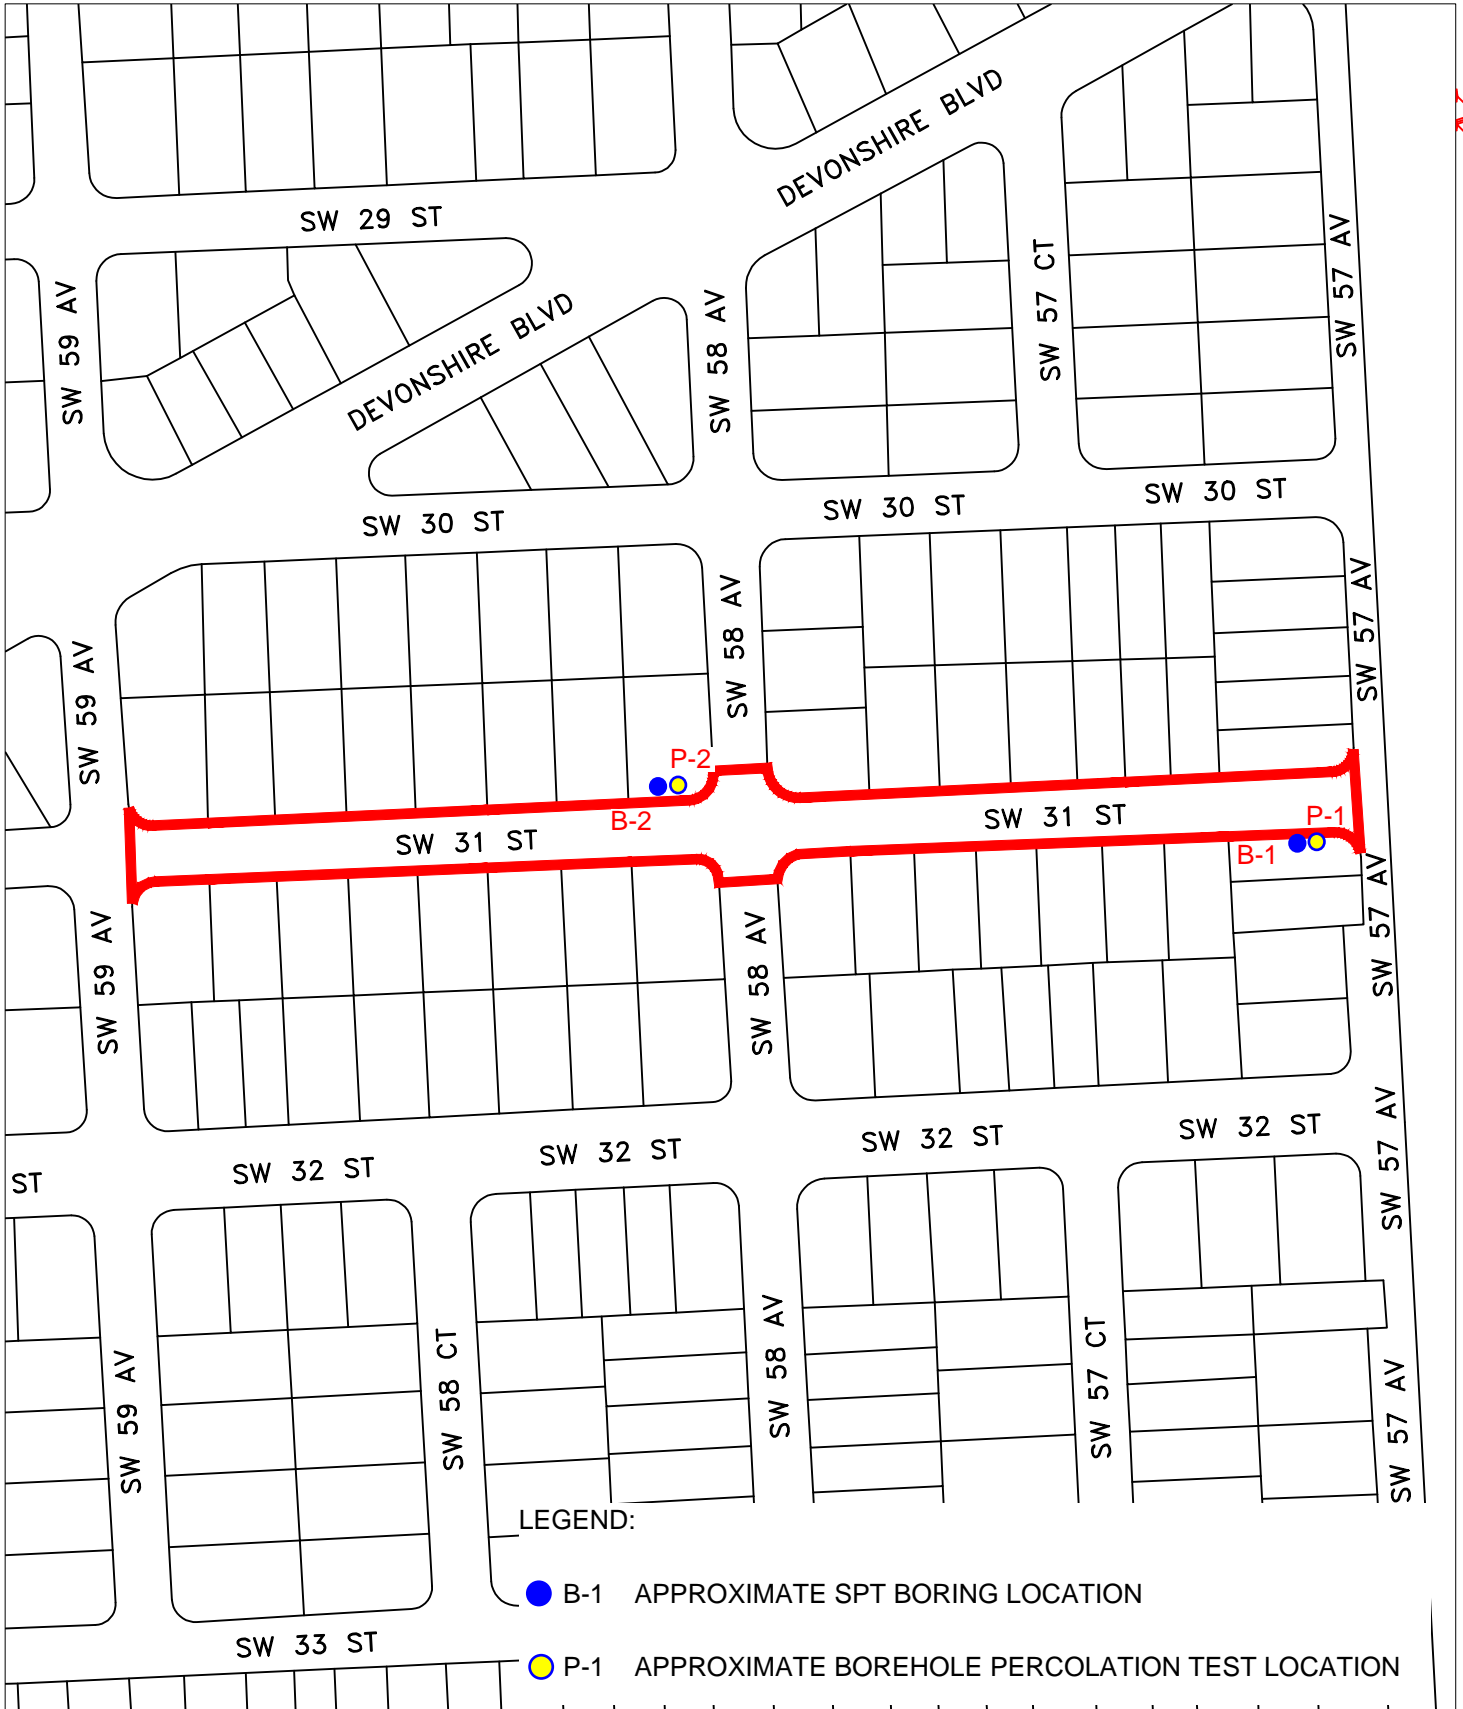 DEVONSHIRE BLVD
SW 29 ST
SW 59 AV
DEVONSHIRE BLVD
SW 58 AV
SW 57 CT
SW 57 AV
SW 30 ST
SW 30 ST
SW 30 ST
SW 59 AV
SW 58 AV
SW 57 AV
P-2
B-2
SW 31 ST
SW 31 ST
P-1
B-1
SW 59 AV
SW 58 AV
SW 57 AV
ST
SW 32 ST
SW 32 ST
SW 32 ST
SW 32 ST
SW 57 AV
SW 59 AV
SW 58 CT
SW 58 AV
SW 57 CT
SW 57 AV
LEGEND:
B-1 APPROXIMATE SPT BORING LOCATION
SW 33 ST
P-1 APPROXIMATE BOREHOLE PERCOLATION TEST LOCATION